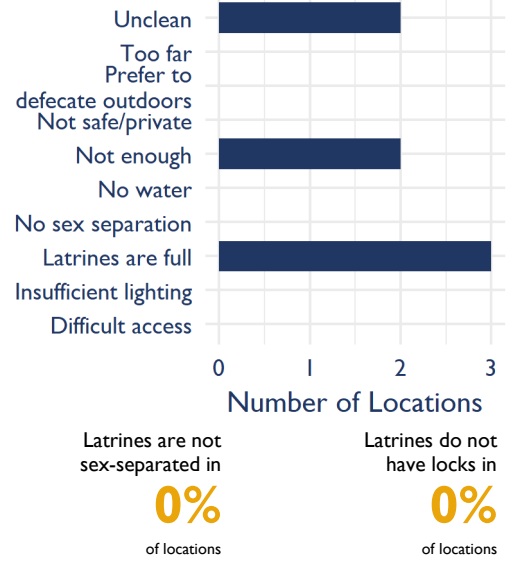 Unclean
Too far
Prefer to
defecate outdoors
Not safe/private
Not enough
No water
No sex separation
Latrines are full
Insufficient lighting
Difficult access
0 1 2 3
Number of Locations
Latrines are not
sex-separated in
0%
of locations
Latrines do not
have locks in
0%
of locations